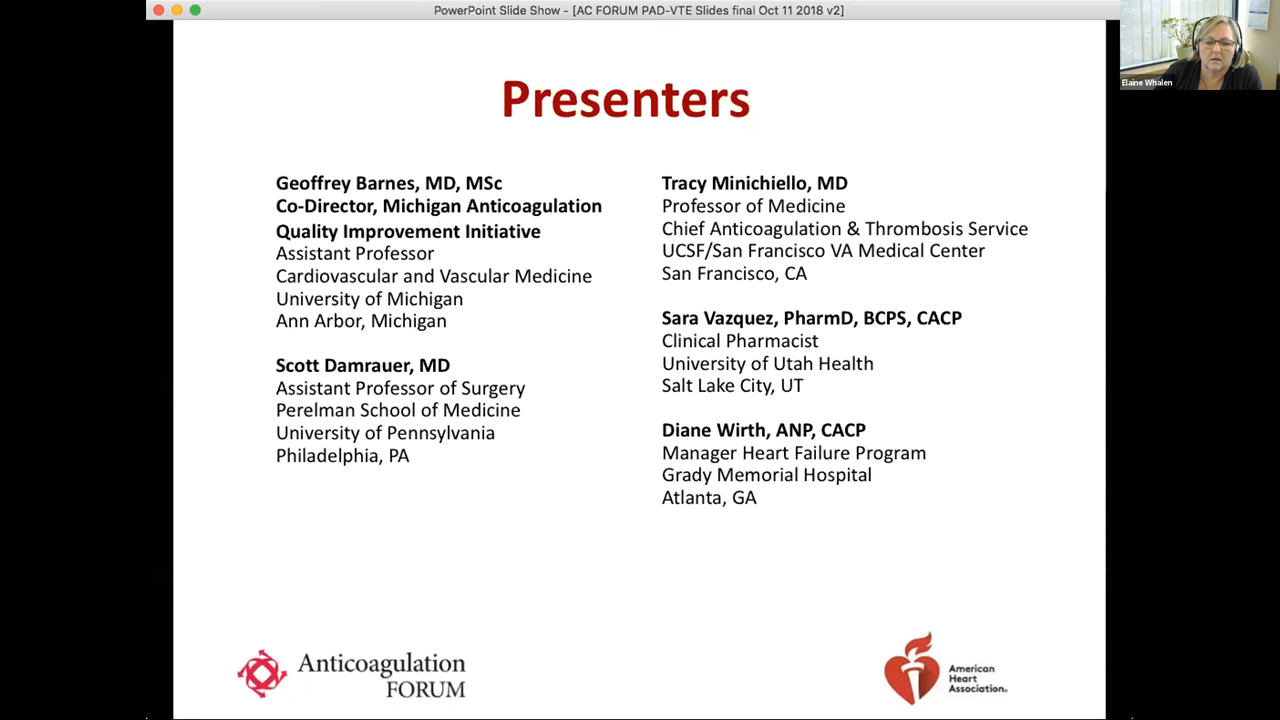 PowerPoint Slide Show - [AC FORUM PAD-VTE Slides final Oct 11 2018 v2]
Elaine Whalen
Presenters
Geoffrey Barnes, MD, MSc
Co-Director, Michigan Anticoagulation
Quality Improvement Initiative
Assistant Professor
Cardiovascular and Vascular Medicine
University of Michigan
Ann Arbor, Michigan
Scott Damrauer, MD
Assistant Professor of Surgery
Perelman School of Medicine
University of Pennsylvania
Philadelphia, PA
Tracy Minichiello, MD
Professor of Medicine
Chief Anticoagulation & Thrombosis Service
UCSF/San Francisco VA Medical Center
San Francisco, CA
Sara Vazquez, PharmD, BCPS, CACP
Clinical Pharmacist
University of Utah Health
Salt Lake City, UT
Diane Wirth, ANP, CACP
Manager Heart Failure Program
Grady Memorial Hospital
Atlanta, GA
Anticoagulation
FORUM
American
Heart
Association.